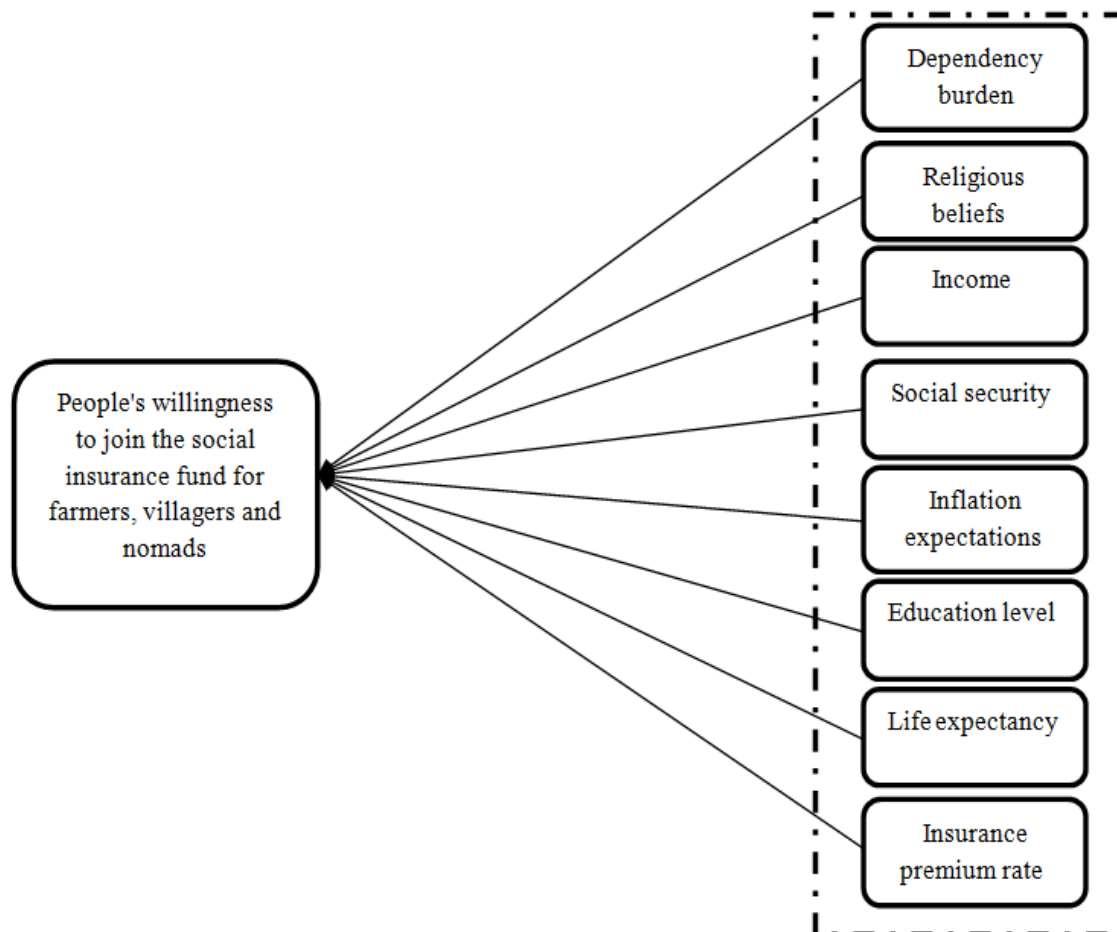 Dependency
burden
Religious
beliefs
Income
Social security
People's willingness
to join the social
insurance fund for
farmers, villagers and
nomads
Inflation
expectations
Education level
Life expectancy
Insurance
premium rate